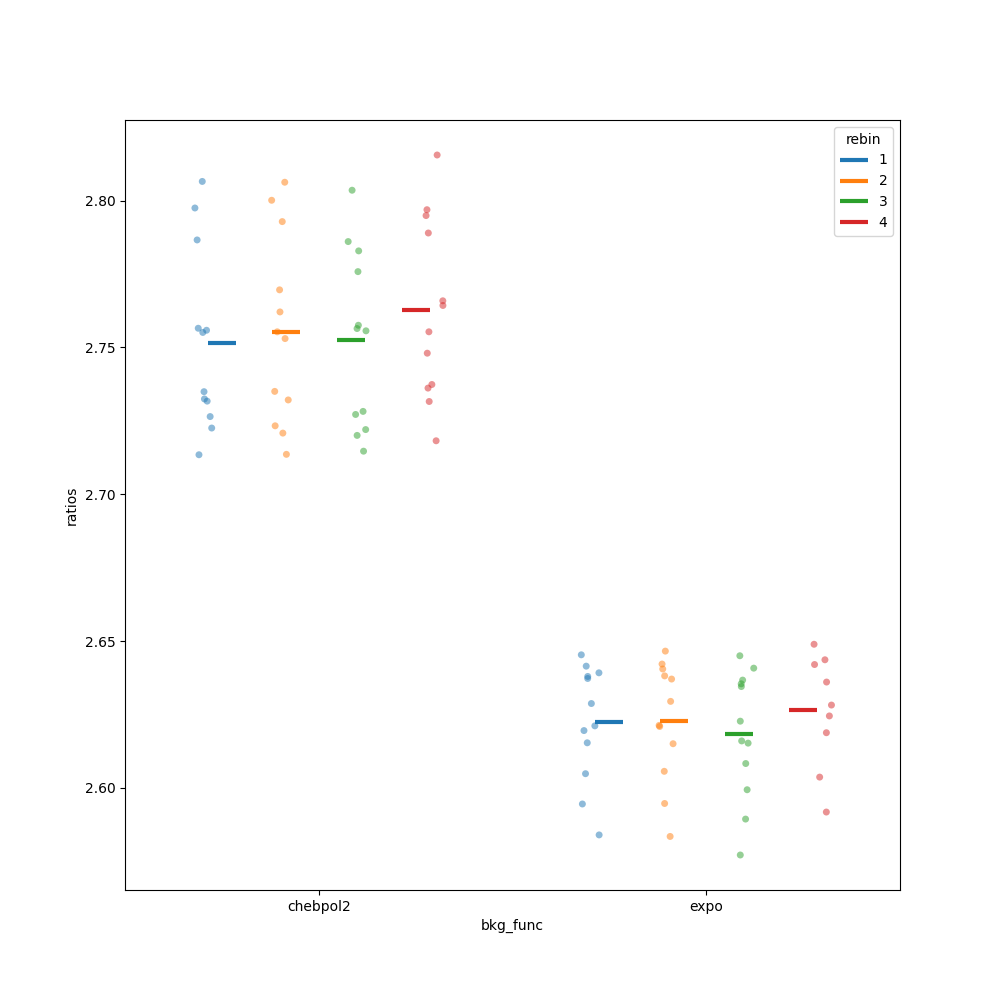 rebin
1
2
3
4
2.80
2.75
2.70
2.65
2.60
ratios
chebpol2
expo
bkg_func